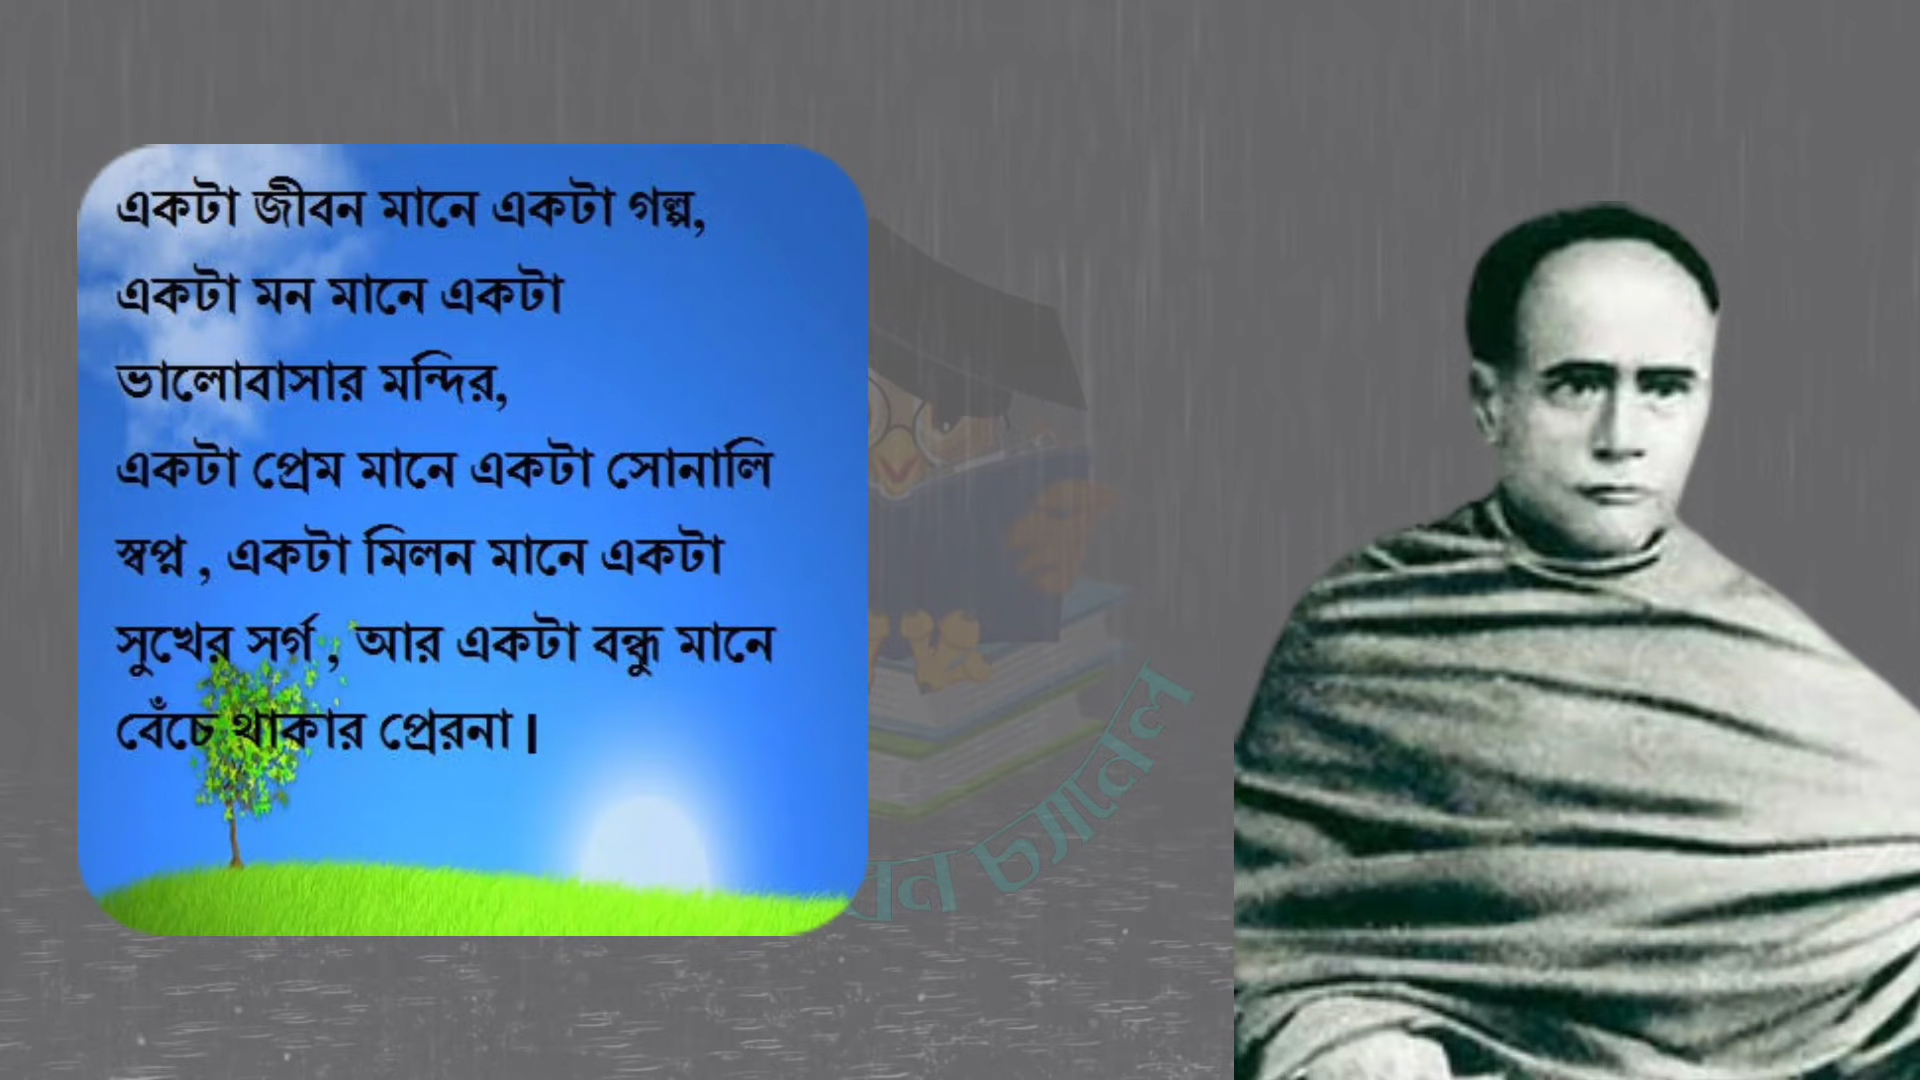 একটা জীবন মানে একটা গল্প,
একটা মন মানে একটা
ভালোবাসার মন্দির,
একটা প্রেম মানে একটা সোনালি
স্বপ্ন , একটা মিলন মানে একটা
সুখের সর্গ , আর একটা বন্ধু মানে
বেঁচে থাকার প্রেরনা।
চ্যানেল